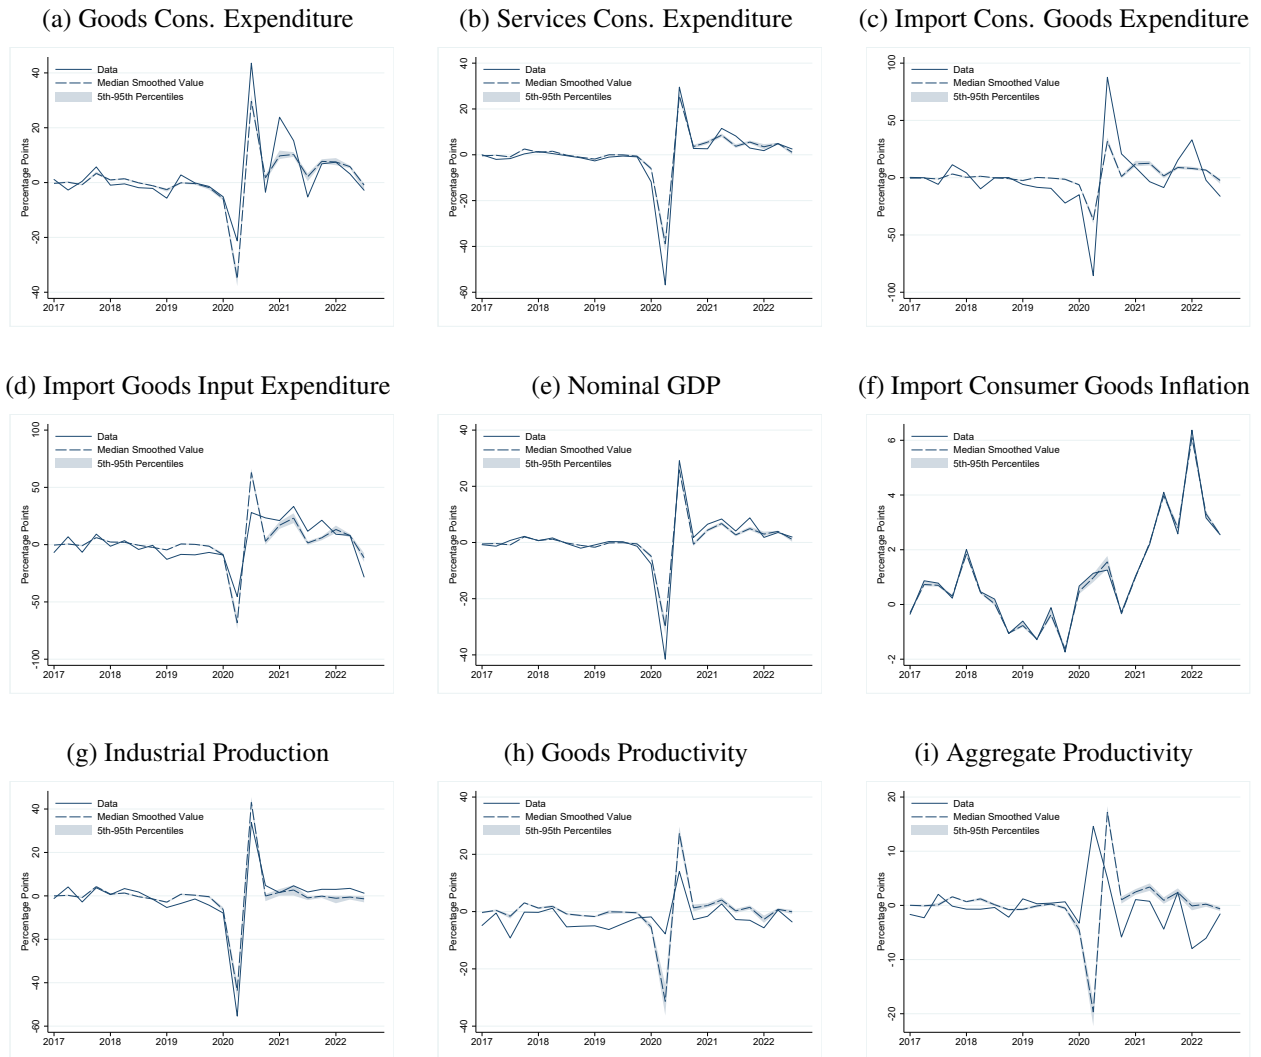 (a) Goods Cons. Expenditure
Percentage Points
40
20
0
-20
-40
Data
Median Smoothed Value
5th-95th Percentiles
2017 2018 2019 2020 2021 2022
(b) Services Cons. Expenditure
Percentage Points
40
20
0
-20
-40
-60
Data
Median Smoothed Value
5th-95th Percentiles
2017 2018 2019 2020 2021 2022
(c) Import Cons. Goods Expenditure
Percentage Points
100
50
0
-50
-100
Data
Median Smoothed Value
5th-95th Percentiles
2017 2018 2019 2020 2021 2022
(d) Import Goods Input Expenditure
Percentage Points
100
50
0
-50
-100
Data
Median Smoothed Value
5th-95th Percentiles
2017 2018 2019 2020 2021 2022
(e) Nominal GDP
Percentage Points
40
20
0
-20
-40
Data
Median Smoothed Value
5th-95th Percentiles
2017 2018 2019 2020 2021 2022
(f) Import Consumer Goods Inflation
Percentage Points
6
4
2
0
-2
Data
Median Smoothed Value
5th-95th Percentiles
2017 2018 2019 2020 2021 2022
(g) Industrial Production
Percentage Points
40
20
0
-20
-40
-60
Data
Median Smoothed Value
5th-95th Percentiles
2017 2018 2019 2020 2021 2022
(h) Goods Productivity
Percentage Points
40
20
0
-20
-40
Data
Median Smoothed Value
5th-95th Percentiles
2017 2018 2019 2020 2021 2022
(i) Aggregate Productivity
Percentage Points
20
10
0
-10
-20
Data
Median Smoothed Value
5th-95th Percentiles
2017 2018 2019 2020 2021 2022